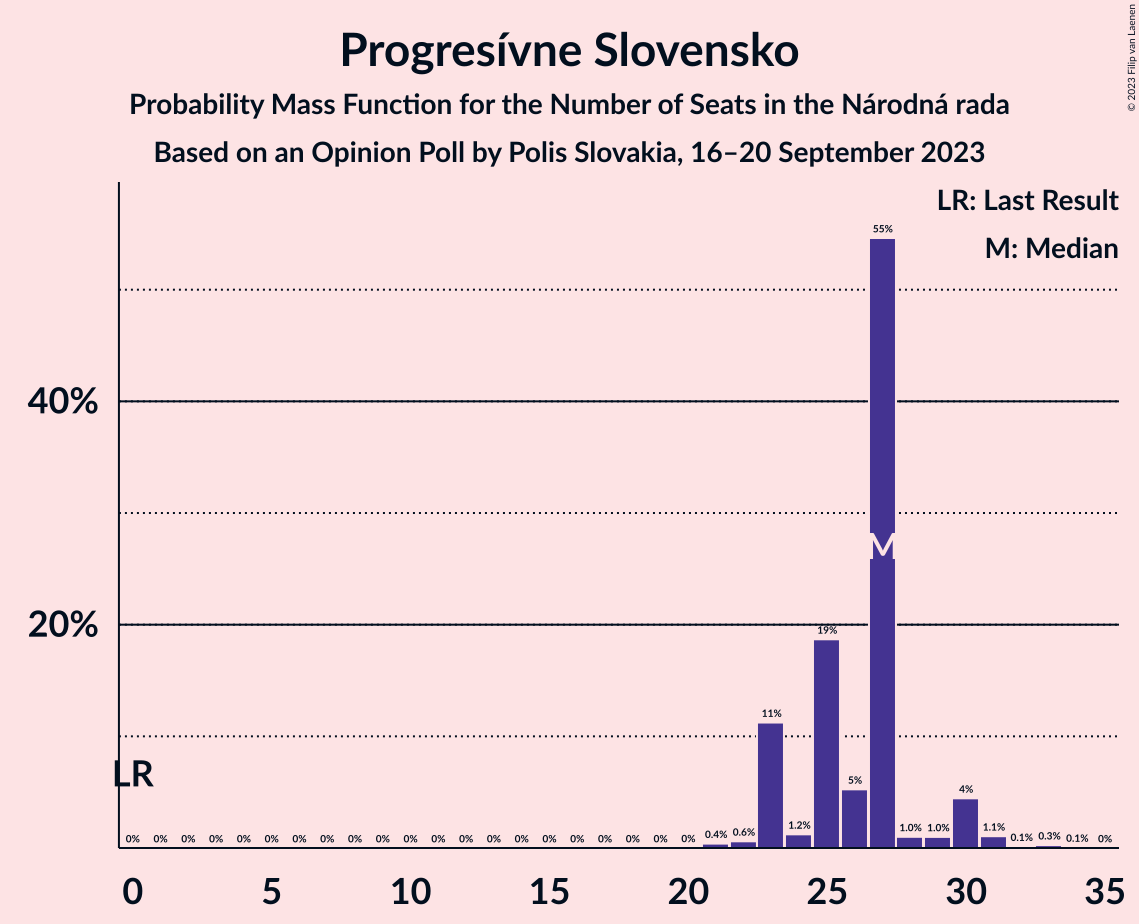 Progresívne Slovensko
Probability Mass Function for the Number of Seats in the Národná rada
Based on an Opinion Poll by Polis Slovakia, 16–20 September 2023
© 2023 Filip van Laenen
LR: Last Result
M: Median
55%
40%
M
20%
19%
11%
LR
5%
4%
0% 0% 0% 0% 0% 0% 0% 0% 0% 0% 0% 0% 0% 0% 0% 0% 0% 0% 0% 0% 0% 0.4% 0.6% 1.2% 1.0% 1.0% 1.1% 0.1% 0.3% 0.1% 0%
0 5 10 15 20 25 30 35